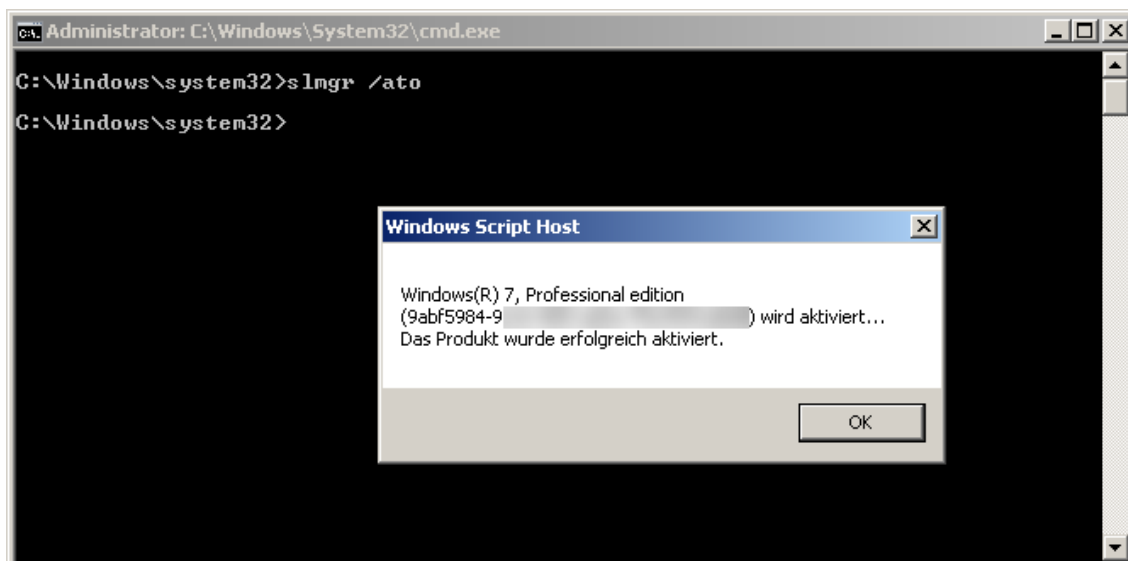 Administrator: C:\Windows\System32\cmd.exe
C:\Windows\system32>slmgr /ato
C:\Windows\system32>
Windows Script Host
Windows(R) 7, Professional edition
(9abf5984-9 ) wird aktiviert...
Das Produkt wurde erfolgreich aktiviert.
OK